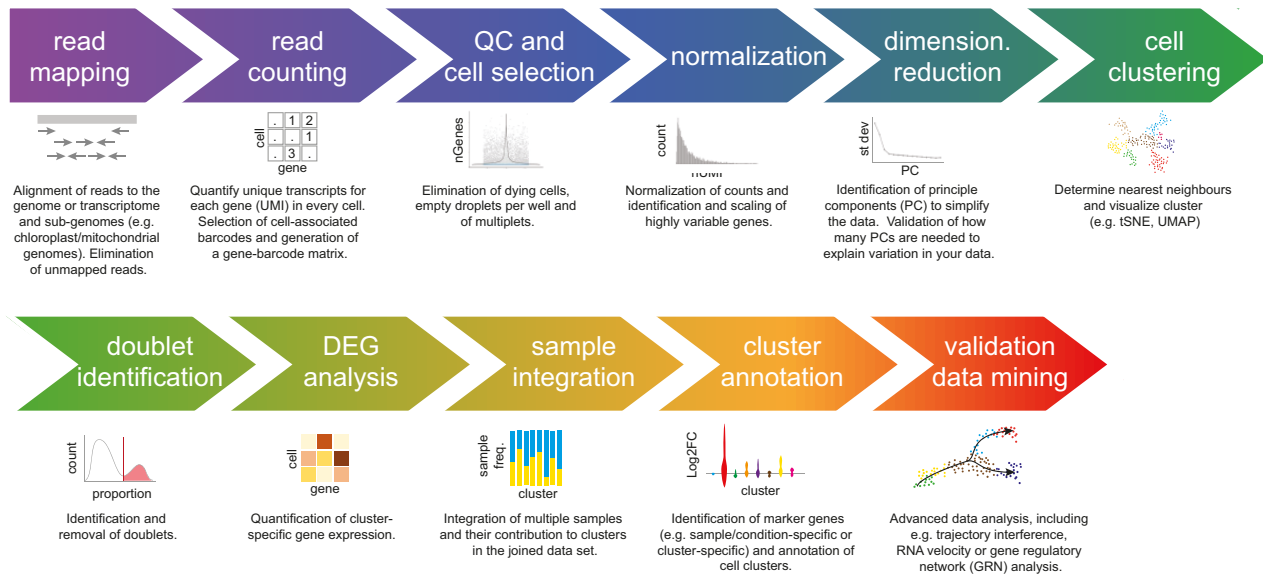 read
mapping
read
counting
QC and
cell selection
normalization
dimension.
reduction
cell
clustering
cell
. 1 2
. . 1
. 3 .
gene
nGenes
count
nUMI
st dev
PC
Alignment of reads to the
genome or transcriptome
and sub-genomes (e.g.
chloroplast/mitochondrial
genomes). Elimination
of unmapped reads.
Quantify unique transcripts for
each gene (UMI) in every cell.
Selection of cell-associated
barcodes and generation of
a gene-barcode matrix.
Elimination of dying cells,
empty droplets per well and
of multiplets.
Normalization of counts and
identification and scaling of
highly variable genes.
Identification of principle
components (PC) to simplify
the data. Validation of how
many PCs are needed to
explain variation in your data.
Determine nearest neighbours
and visualize cluster
(e.g. tSNE, UMAP)
doublet
identification
DEG
analysis
sample
integration
cluster
annotation
validation
data mining
count
proportion
cell
gene
sample
freq.
cluster
Log2FC
cluster
Identification and
removal of doublets.
Quantification of cluster-
specific gene expression.
Integration of multiple samples
and their contribution to clusters
in the joined data set.
Identification of marker genes
(e.g. sample/condition-specific or
cluster-specific) and annotation of
cell clusters.
Advanced data analysis, including
e.g. trajectory interference,
RNA velocity or gene regulatory
network (GRN) analysis.